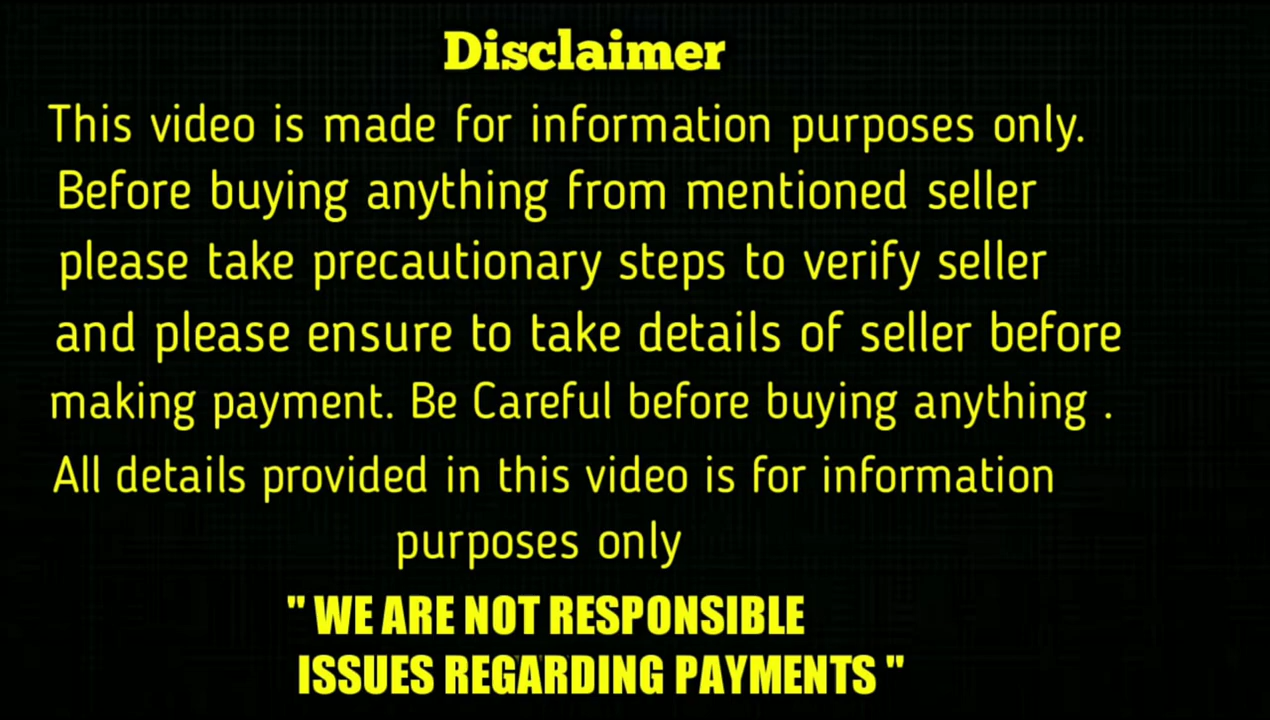 Disclaimer
This video is made for information purposes only.
Before buying anything from mentioned seller
please take precautionary steps to verify seller
and please ensure to take details of seller before
making payment. Be Careful before buying anything .
All details provided in this video is for information
purposes only
" WE ARE NOT RESPONSIBLE
ISSUES REGARDING PAYMENTS "